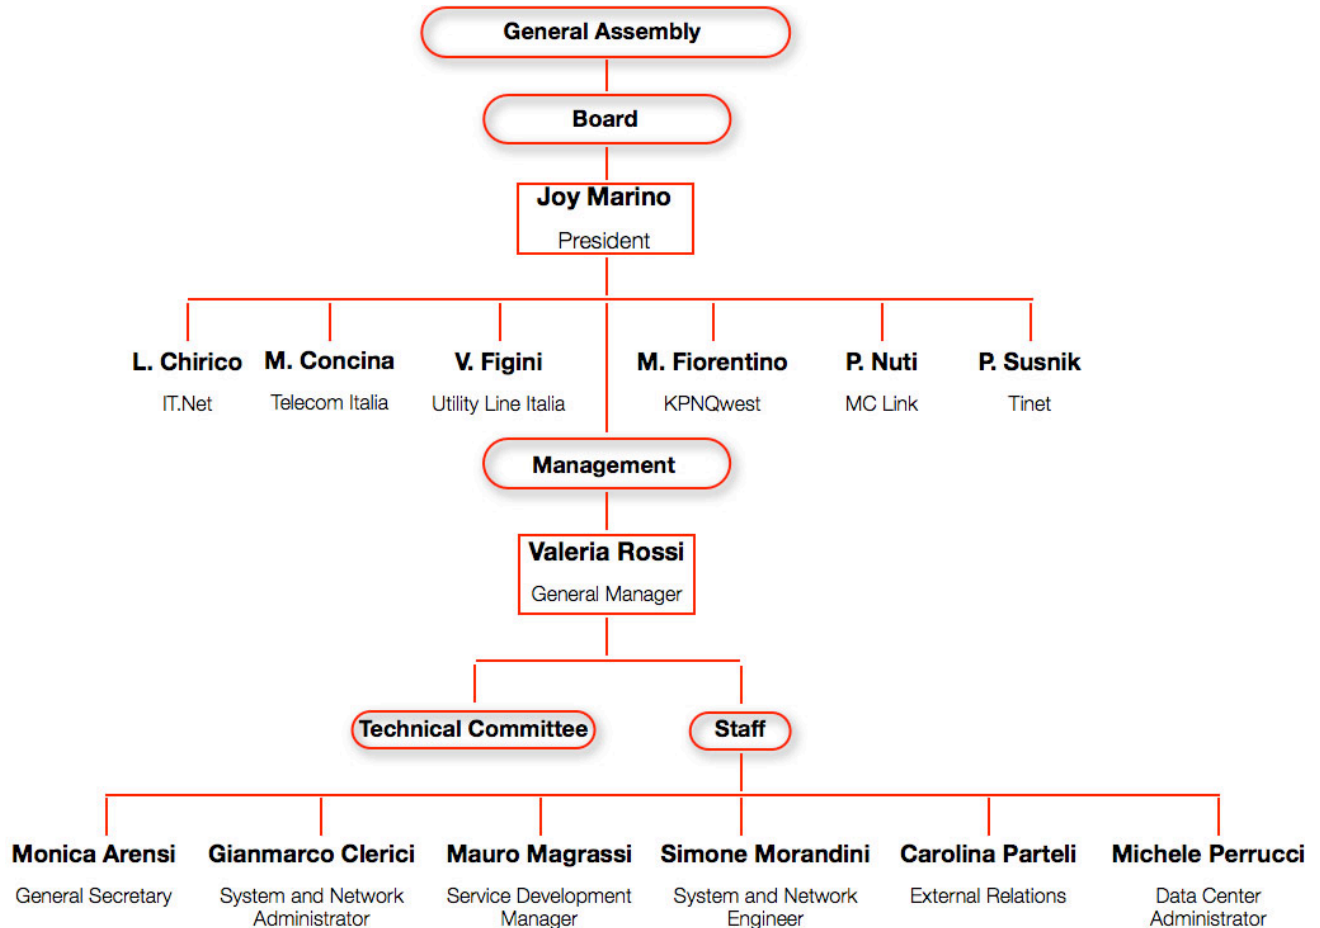 General Assembly
Board
Joy Marino
President
L. Chirico
IT.Net
M. Concina
Telecom Italia
V. Figini
Utility Line Italia
M. Fiorentino
KPNQwest
P. Nuti
MC Link
P. Susnik
Tinet
Management
Valeria Rossi
General Manager
Technical Committee
Staff
Monica Arensi
General Secretary
Gianmarco Clerici
System and Network
Administrator
Mauro Magrassi
Service Development
Manager
Simone Morandini
System and Network
Engineer
Carolina Parteli
External Relations
Michele Perrucci
Data Center
Administrator